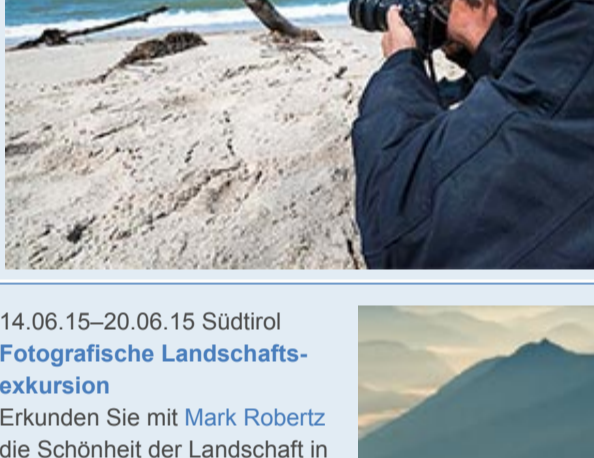 14.06.15–20.06.15 Südtirol
Fotografische Landschafts-
exkursion
Erkunden Sie mit Mark Robertz
die Schönheit der Landschaft in